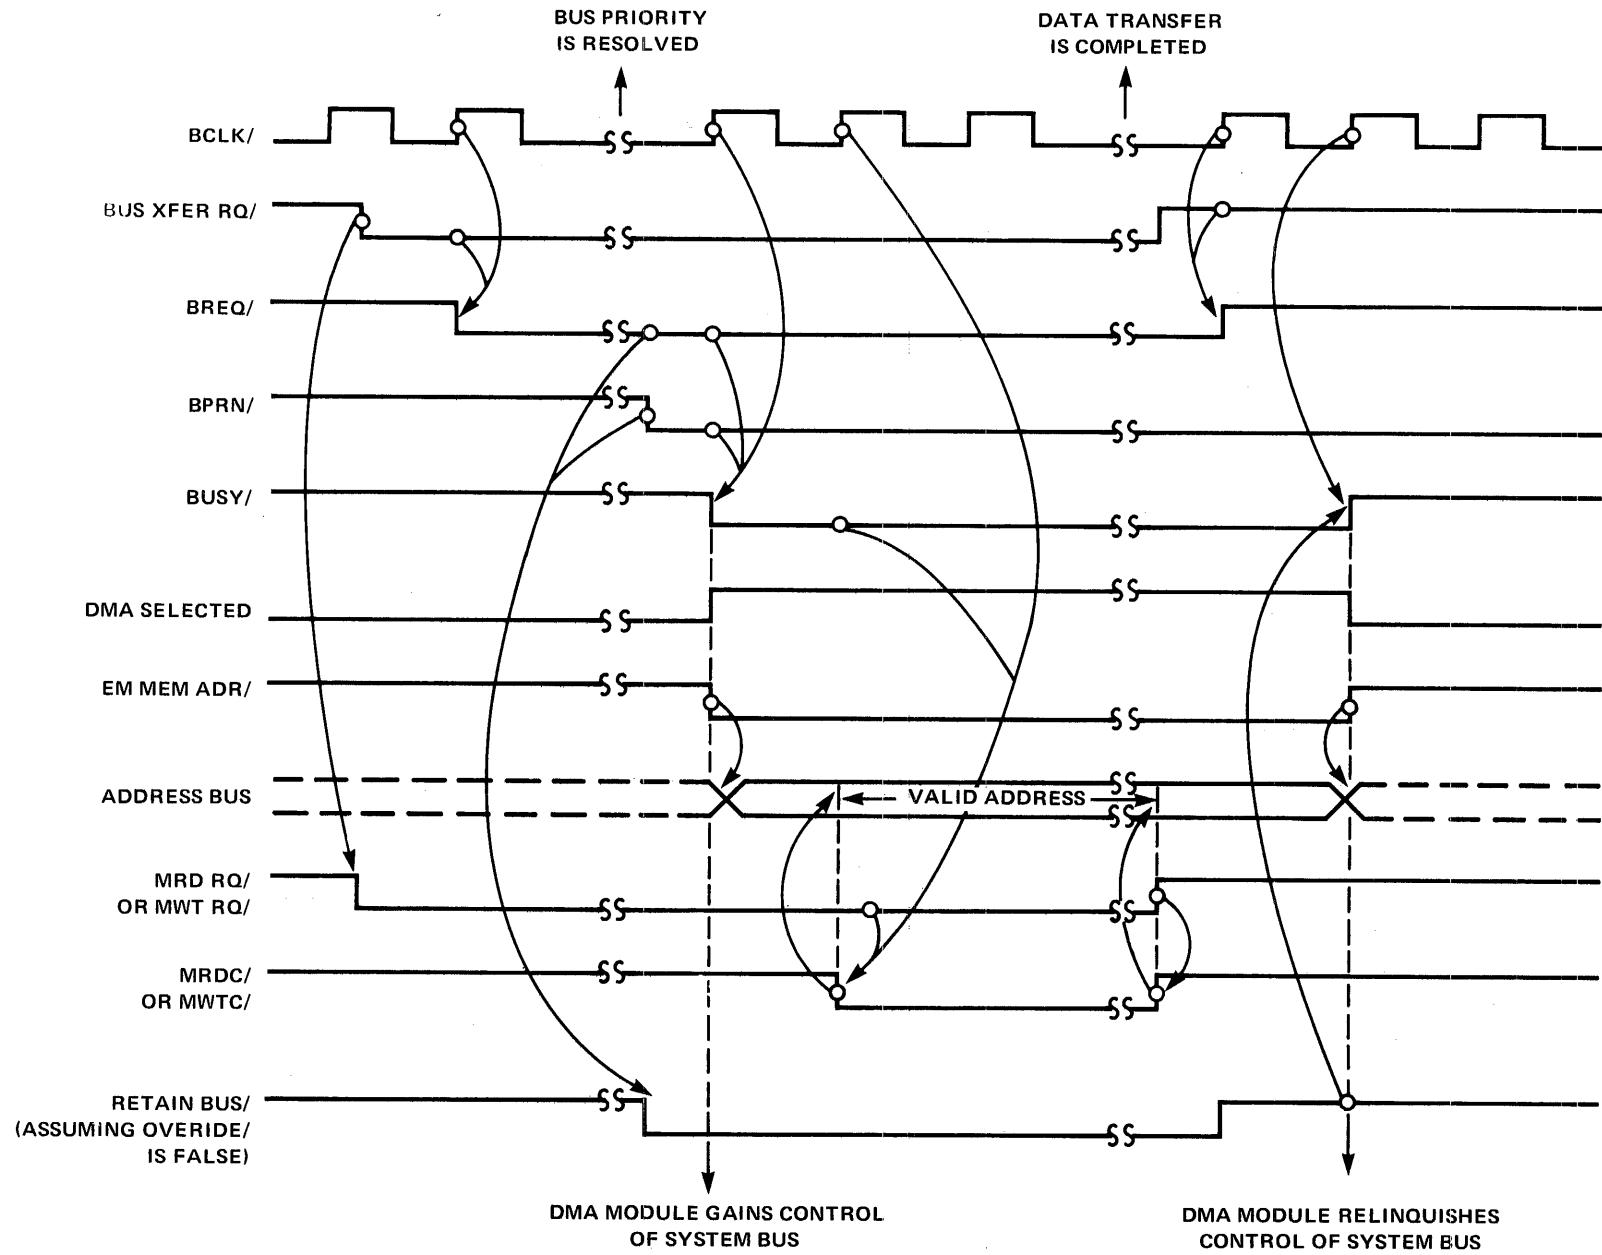 BUS PRIORITY
IS RESOLVED
DATA TRANSFER
IS COMPLETED
BCLK/
BUS XFER RQ/
BREQ/
BPRN/
BUSY/
DMA SELECTED
EM MEM ADR/
ADDRESS BUS
VALID ADDRESS
MRD RQ/
OR MWT RQ/
MRDC/
OR MWTC/
RETAIN BUS/
(ASSUMING OVERIDE/
IS FALSE)
DMA MODULE GAINS CONTROL
OF SYSTEM BUS
DMA MODULE RELINQUISHES
CONTROL OF SYSTEM BUS